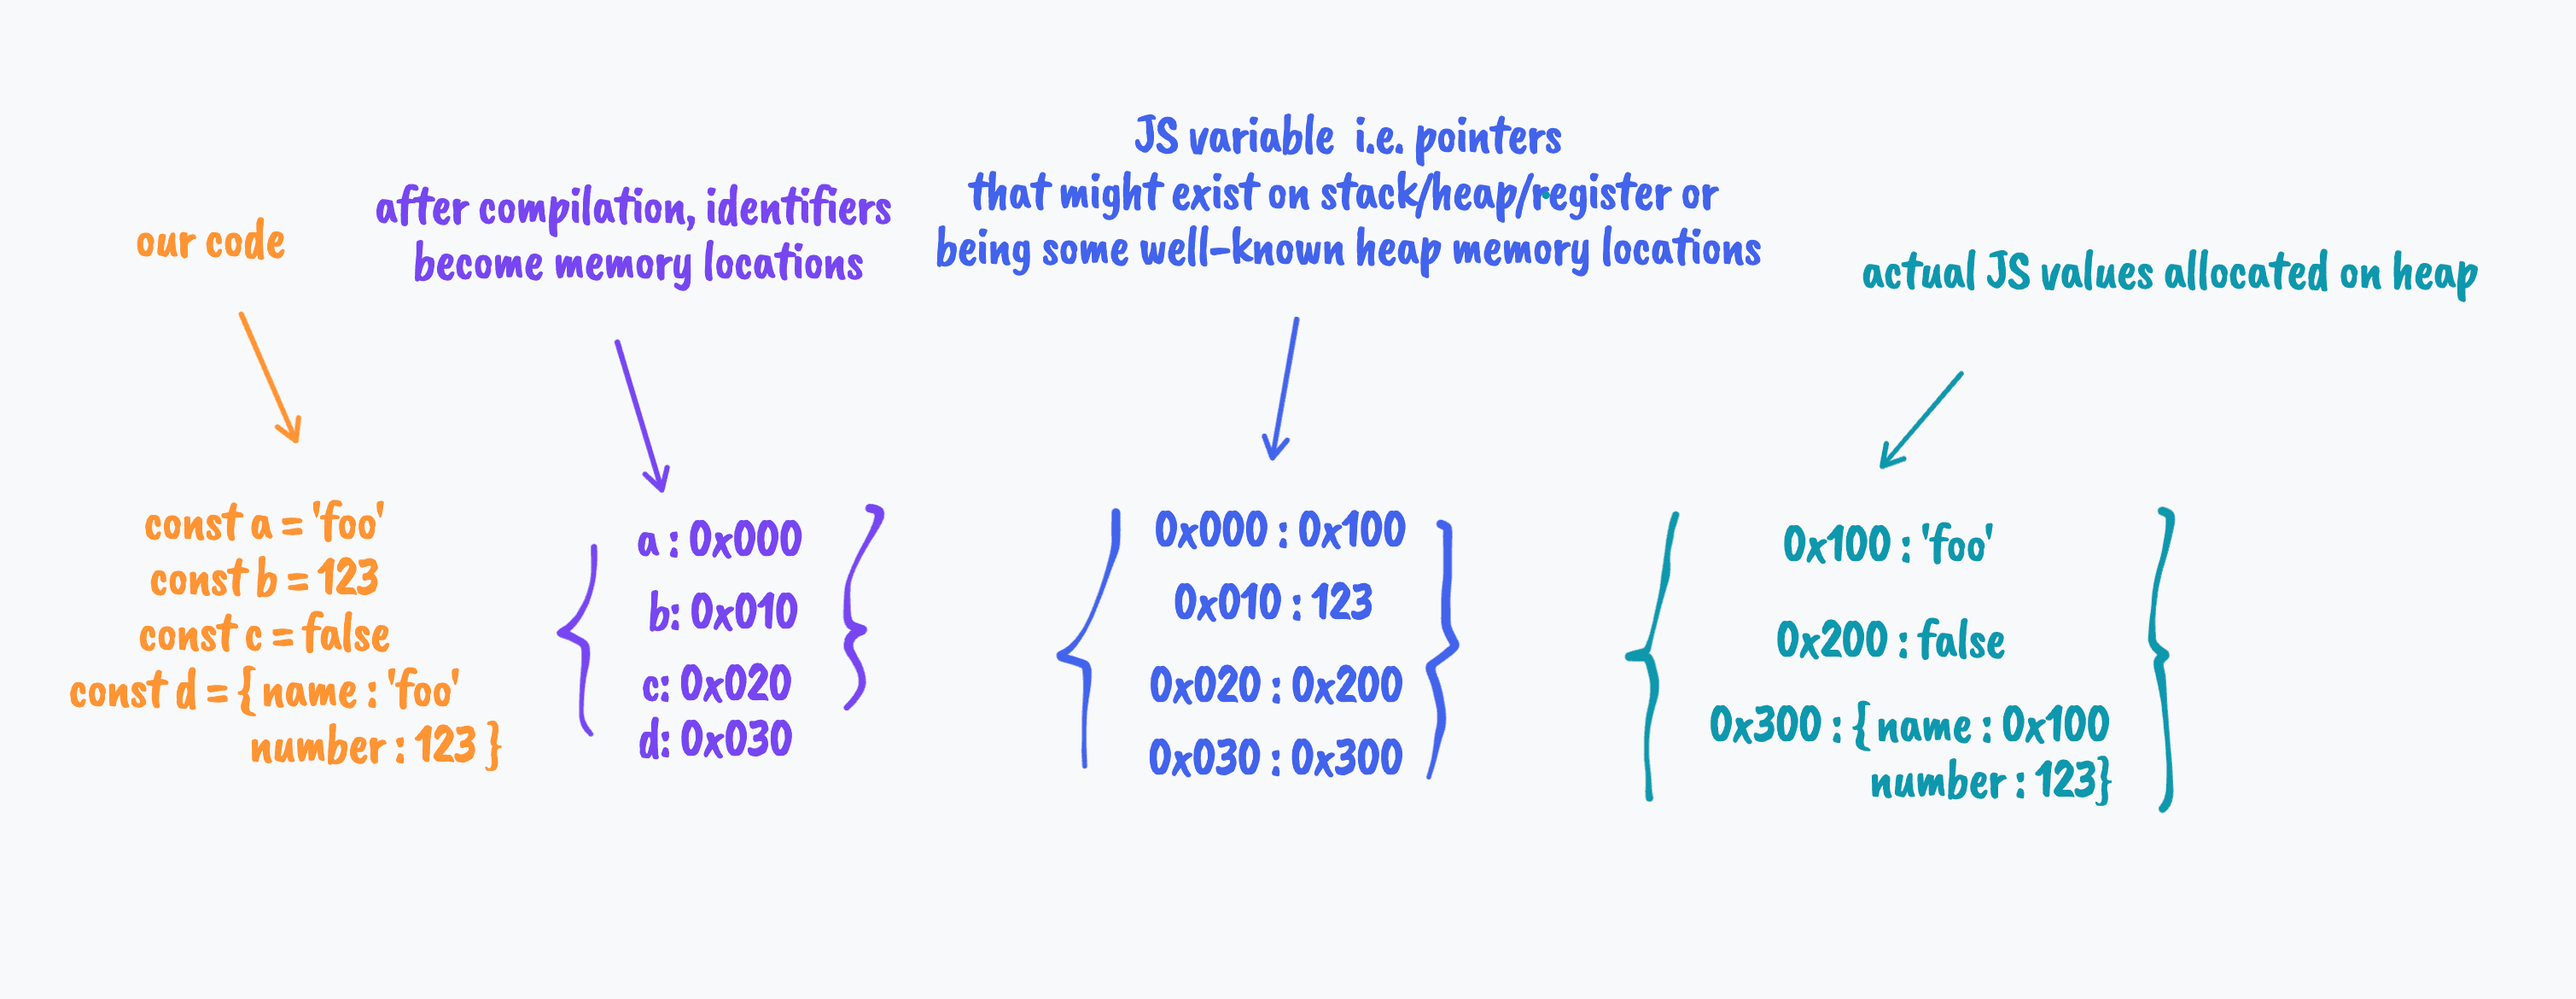 our code
const a = 'foo'
const b = 123
const c = false
const d = { name : 'foo'
number : 123 }
after compilation, identifiers
become memory locations
a : 0x000
b: 0x010
c: 0x020
d: 0x030
JS variable i.e. pointers
that might exist on stack/heap/register or
being some well-known heap memory locations
0x000 : 0x100
0x010 : 123
0x020 : 0x200
0x030 : 0x300
actual JS values allocated on heap
0x100 : 'foo'
0x200 : false
0x300 : { name : 0x100
number : 123}